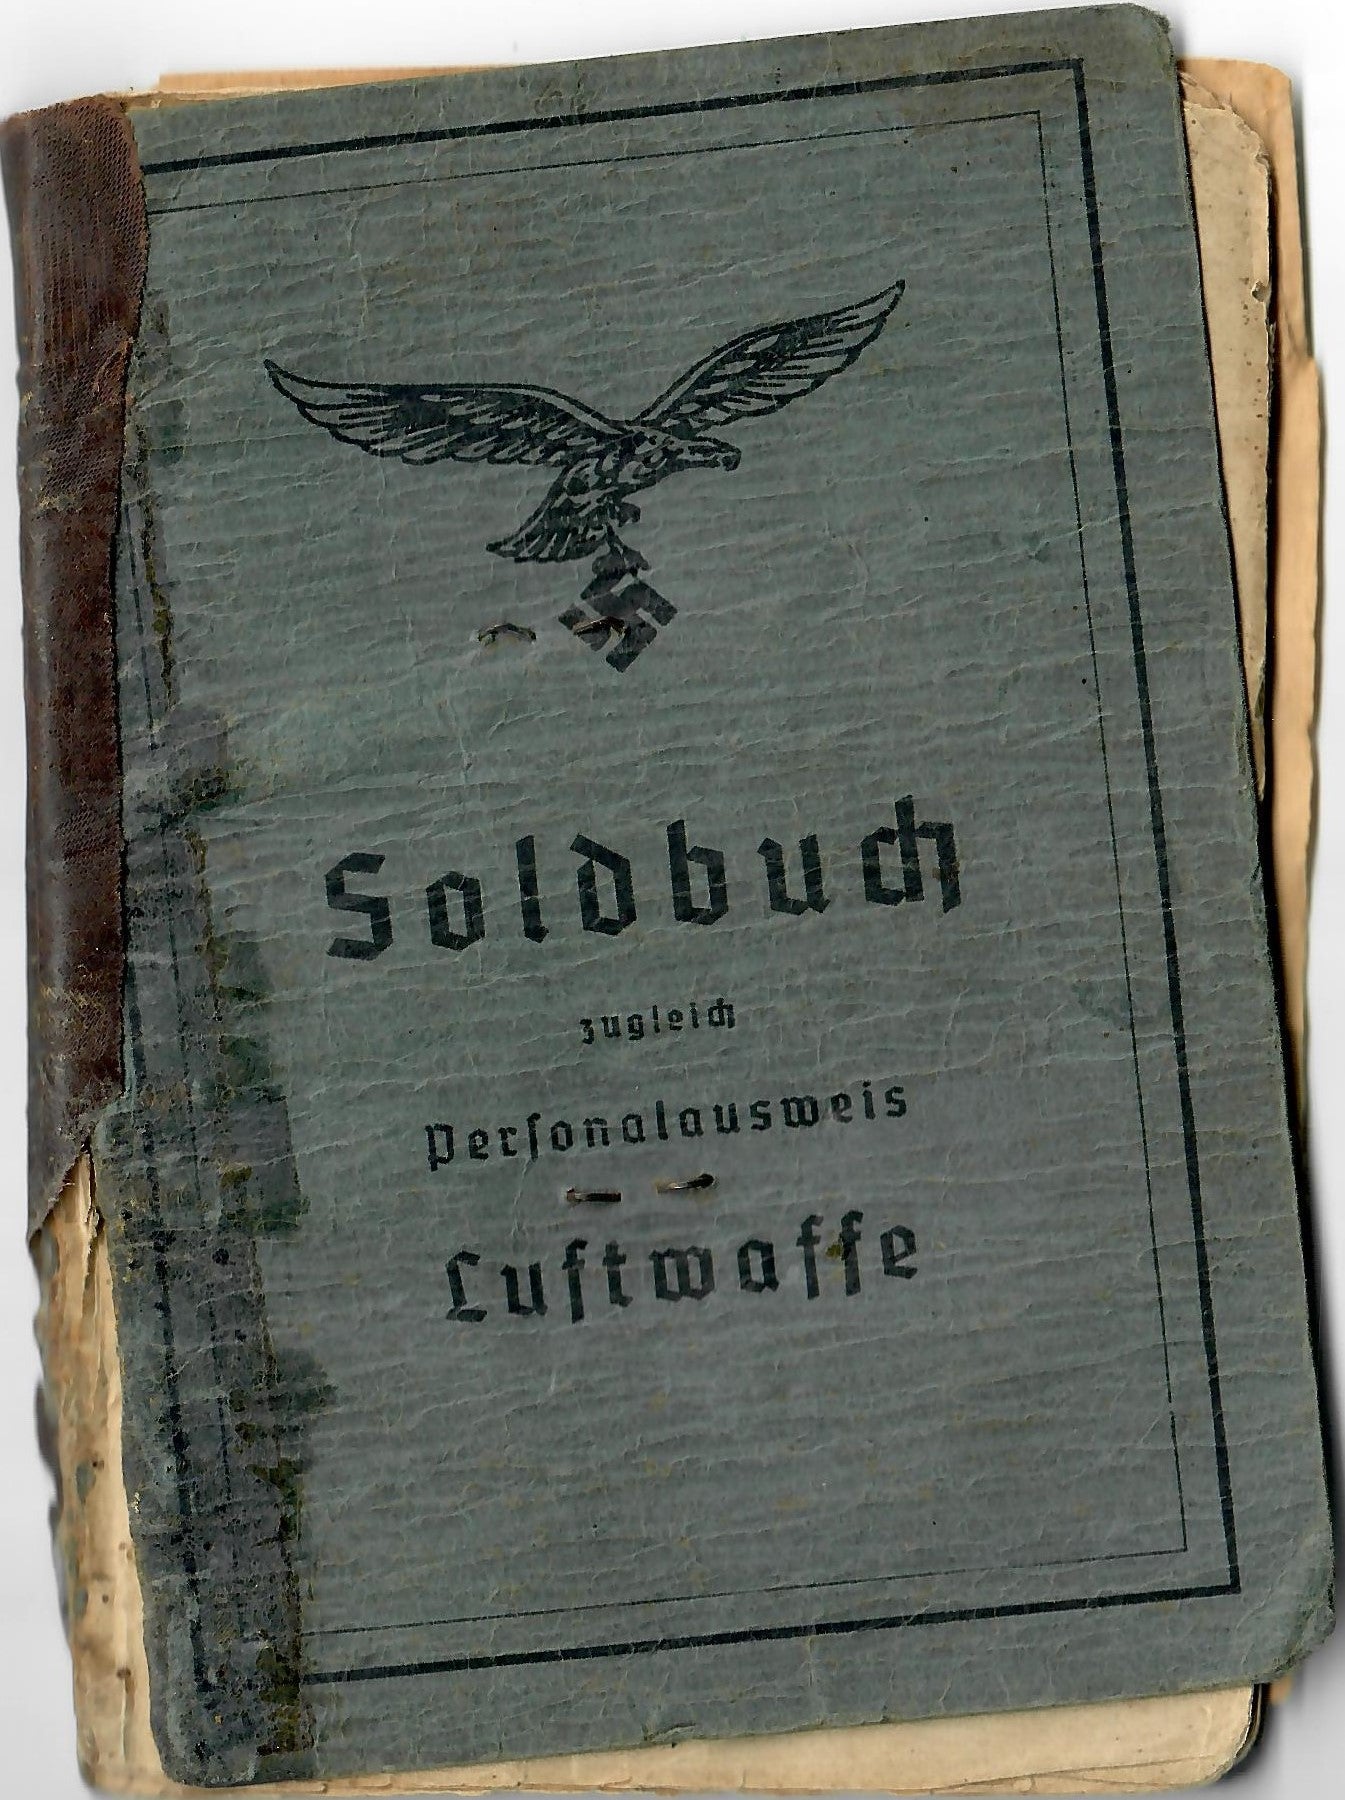 Soldbuch
zugleich
Perſonalausweis
Luftwaffe